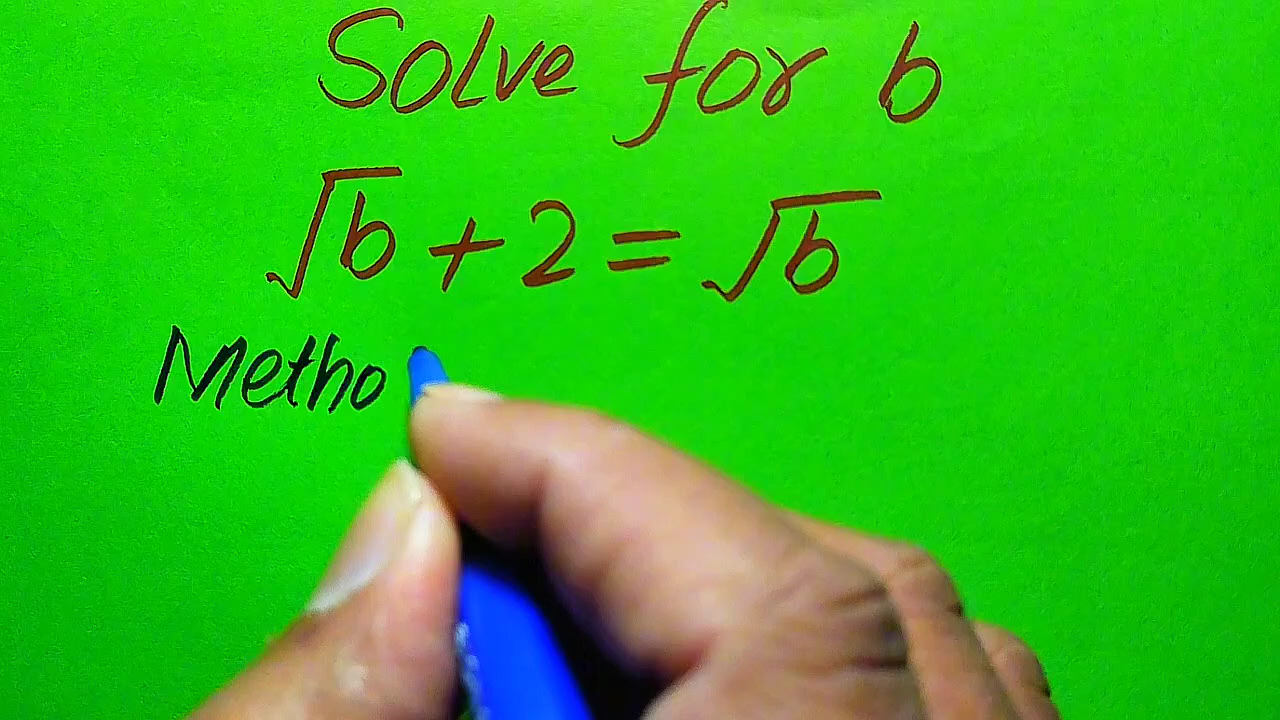 Solve for b
√b + 2 = √b
Metho